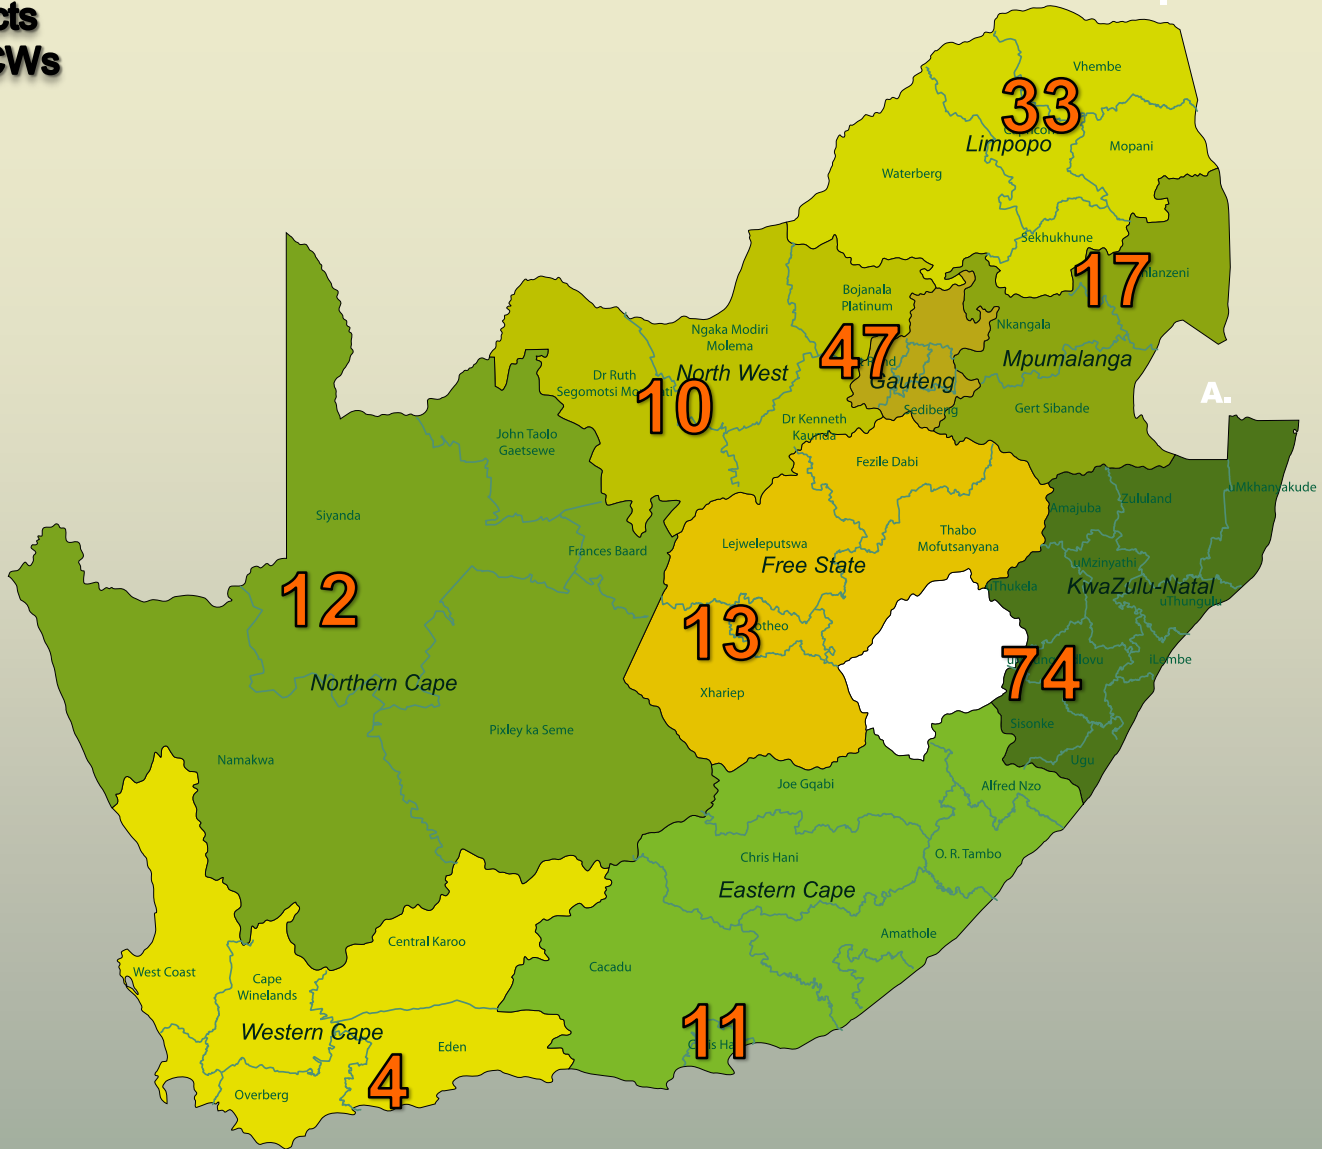 cts
CWs
Vhembe
33
Limpopo
Mopani
Waterberg
Sekhukhune
17
Bojanala
Platinum
Nkangala
Ngaka Modiri
Molema
47
Mpumalanga
North West
Dr Ruth
Segomotsi
Gauteng
A.
10
Sedibeng
Gert Sibande
Dr Kenneth
Kaunda
John Taolo
Gaetsewe
Fezile Dabi
uMkhanyakude
Zululand
Amajuba
Siyanda
Thabo
Mofutsanyana
Lejweleputswa
Frances Baard
Free State
uMzinyathi
uThukela
KwaZulu-Natal
uThungulu
12
13
iLembe
74
Northern Cape
Xhariep
Sisonke
Pixley ka Seme
Namakwa
Ugu
Joe Gqabi
Alfred Nzo
Chris Hani
O. R. Tambo
Eastern Cape
Amathole
Central Karoo
Cacadu
West Coast
Cape
Winelands
Western Cape
11
Eden
4
Overberg